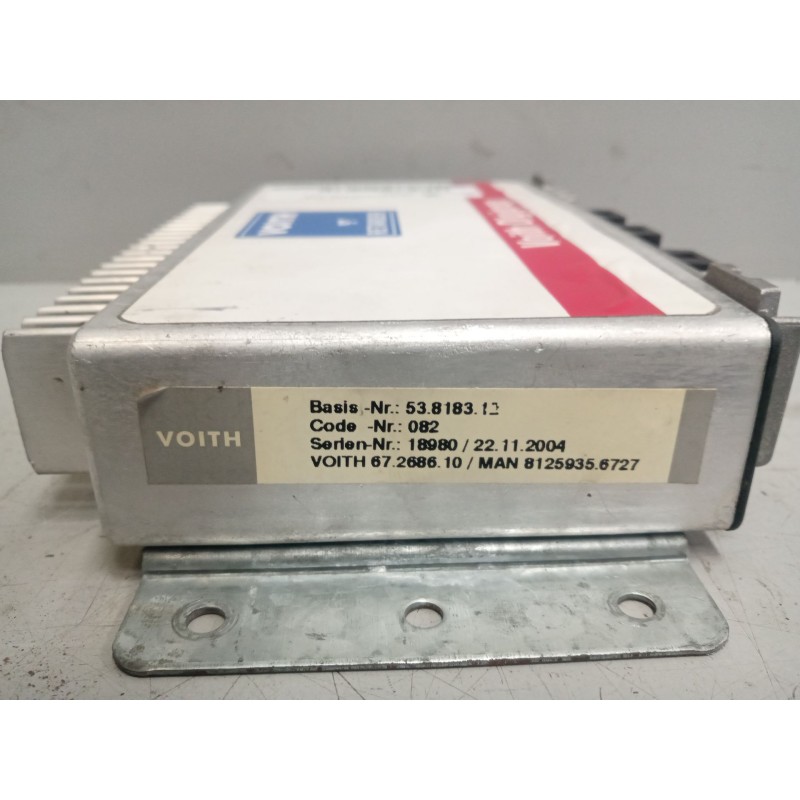 VOITH
VOITH
Basis -Nr.: 53.8183.12
Code -Nr.: 082
Serien-Nr.: 18980 / 22.11.2004
VOITH 67.2686.10 / MAN 8125935.6727